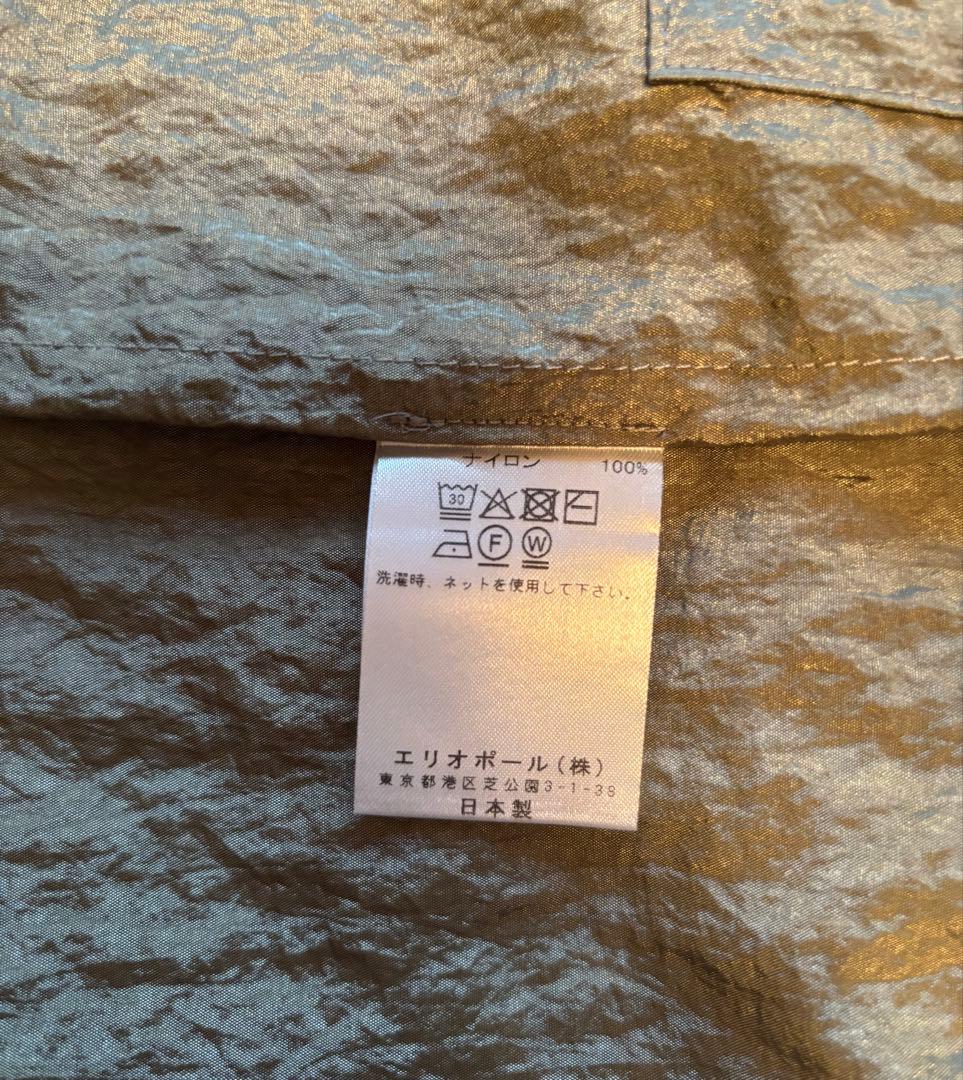 ナイロン 100%
30
F W
洗濯時、ネットを使用して下さい。
エリオポール(株)
東京都港区芝公園3-1-38
日本製